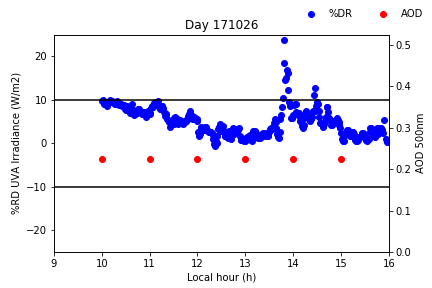 %DR AOD
Day 171026
%RD UVA Irradiance (W/m2)
20
10
0
−10
−20
0.5
0.4
0.3
0.2
0.1
0.0
AOD 500nm
9 10 11 12 13 14 15 16
Local hour (h)